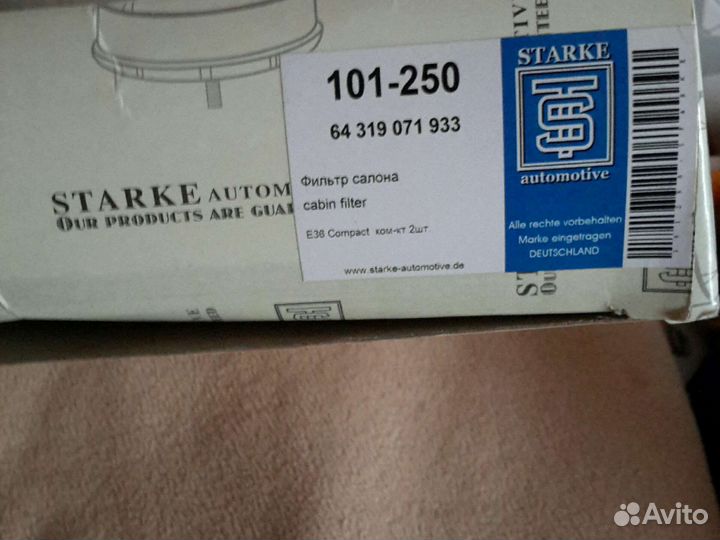 101-250
64 319 071 933
Фильтр салона
cabin filter
E36 Compact ком-кт 2шт.
www.starke-automotive.de
STARKE
automotive
Alle rechte vorbehalten
Marke eingetragen
DEUTSCHLAND
STARKE AUTOM
OUR PRODUCTS ARE GUA
Avito